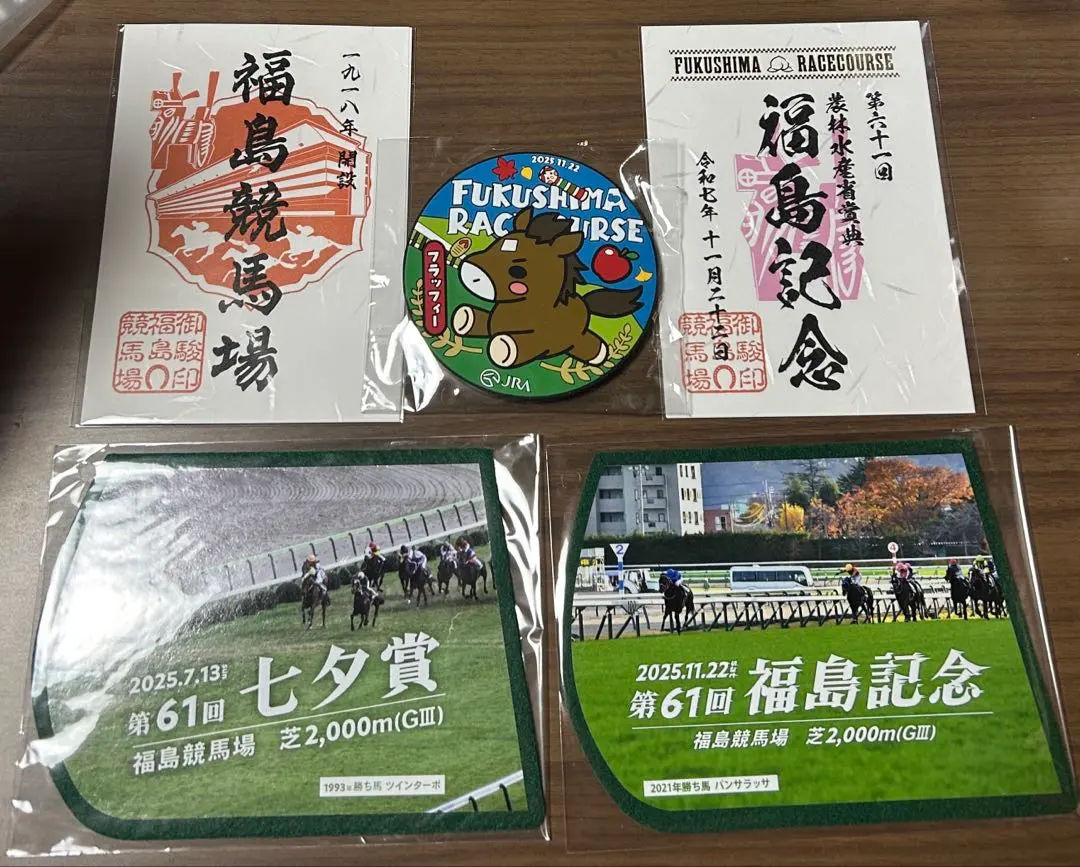 一九一八年 開設
福島競馬場
御駿印
福島
競馬場
2025.11.22
FUKUSHIMA
RACECOURSE
フラッフィー
JRA
FUKUSHIMA RACECOURSE
第六十一回
農林水産省賞典
福島記念
令和七年 十一月二十二日
御駿印
福島
競馬場
2025.7.13
第61回 七夕賞
福島競馬場 芝2,000m(GⅢ)
1993年勝ち馬 ツインターボ
2
4
2025.11.22
第61回 福島記念
福島競馬場 芝2,000m(GⅢ)
2021年勝ち馬 パンサラッサ